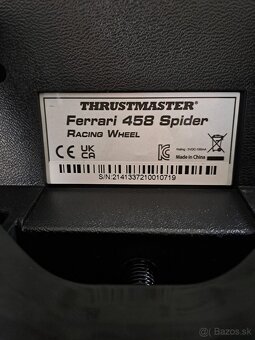 THRUSTMASTER®
Ferrari 458 Spider
RACING WHEEL
CE UK CA
Made in China
S/N:2141337210010719
Bazos.sk